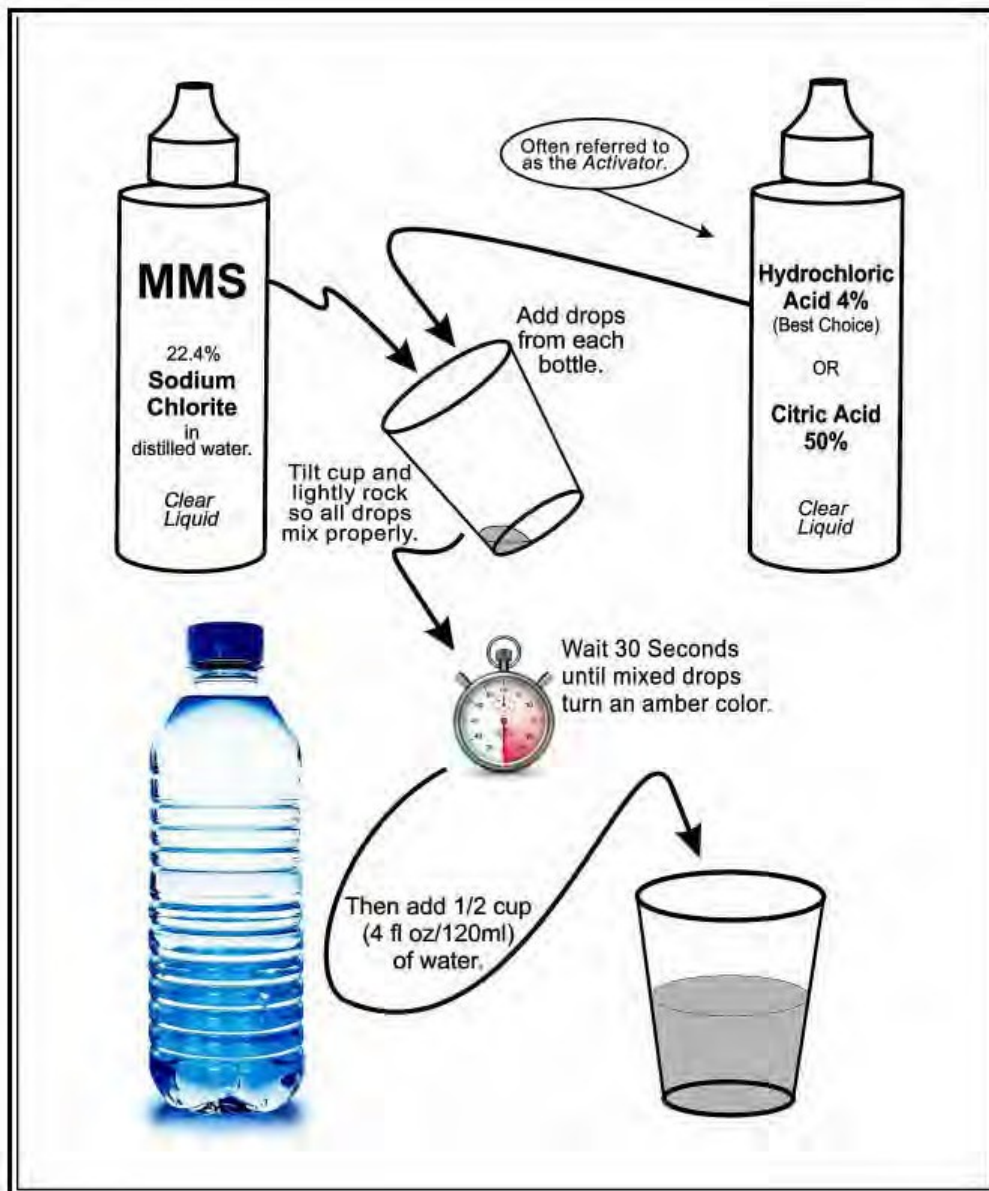 MMS
22.4%
Sodium
Chlorite
in
distilled water.
Clear
Liquid
Often referred to
as the Activator.
Hydrochloric
Acid 4%
(Best Choice)
OR
Citric Acid
50%
Clear
Liquid
Add drops
from each
bottle.
Tilt cup and
lightly rock
so all drops
mix properly.
Wait 30 Seconds
until mixed drops
turn an amber color.
Then add 1/2 cup
(4 fl oz/120ml)
of water.